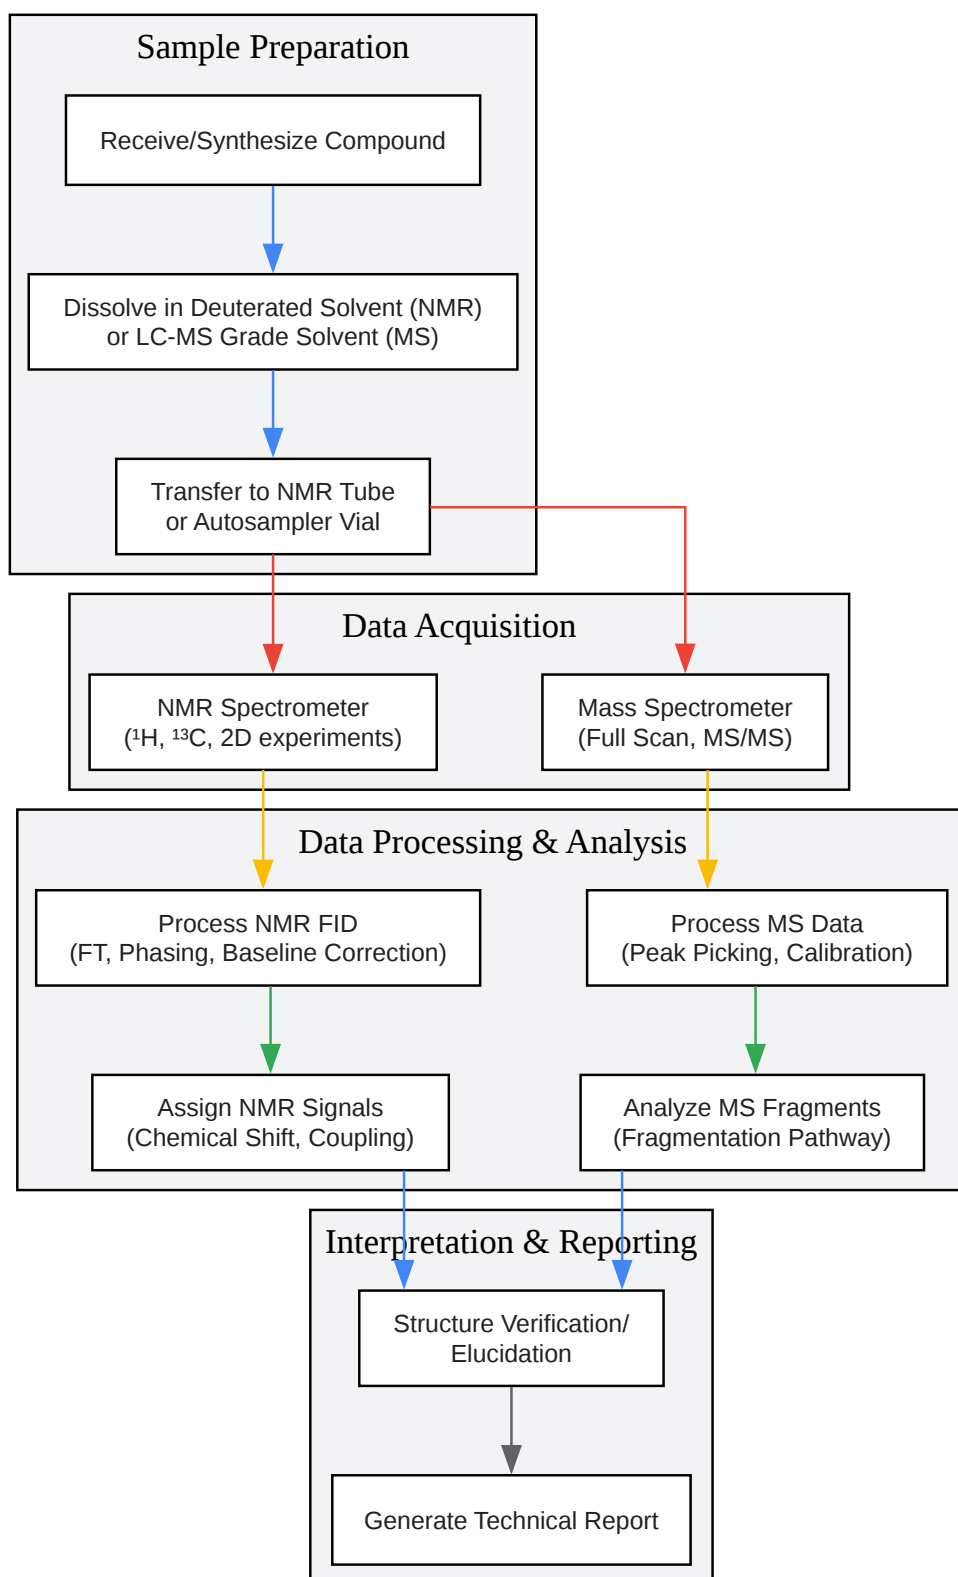 Sample Preparation
Receive/Synthesize Compound
Dissolve in Deuterated Solvent (NMR)
or LC-MS Grade Solvent (MS)
Transfer to NMR Tube
or Autosampler Vial
Data Acquisition
NMR Spectrometer
(¹H, ¹³C, 2D experiments)
Mass Spectrometer
(Full Scan, MS/MS)
Data Processing & Analysis
Process NMR FID
(FT, Phasing, Baseline Correction)
Process MS Data
(Peak Picking, Calibration)
Assign NMR Signals
(Chemical Shift, Coupling)
Analyze MS Fragments
(Fragmentation Pathway)
Interpretation & Reporting
Structure Verification/
Elucidation
Generate Technical Report